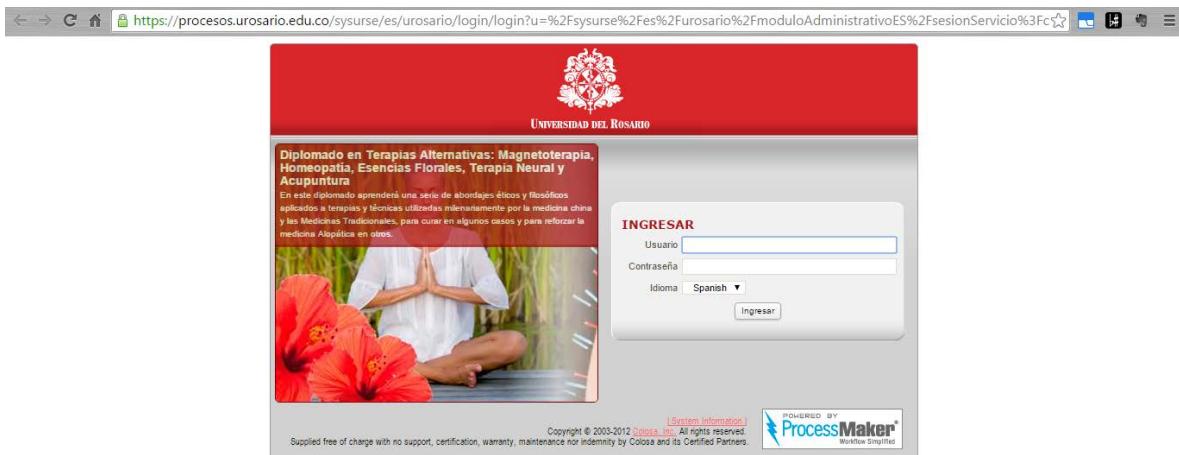 https://procesos.urosario.edu.co/sysurse/es/urosario/login/login?u=%2Fsysurse%2Fes%2Furosario%2FmoduloAdministrativoES%2FsesionServicio%3Fc
UNIVERSIDAD DEL ROSARIO
Diplomado en Terapias Alternativas: Magnetoterapia,
Homeopatía, Esencias Florales, Terapia Neural y
Acupuntura
En este diplomado aprenderá una serie de abordajes éticos y filosóficos
aplicados a terapias y técnicas utilizadas milenariamente por la medicina china
y las Medicinas Tradicionales, para curar en algunos casos y para reforzar la
medicina Alopática en otros.
INGRESAR
Usuario
Contraseña
Idioma Spanish
Ingresar
| System Information |
Copyright © 2003-2012 Colosa, Inc. All rights reserved.
Supplied free of charge with no support, certification, warranty, maintenance nor indemnity by Colosa and its Certified Partners.
POWERED BY
ProcessMaker
Workflow Simplified